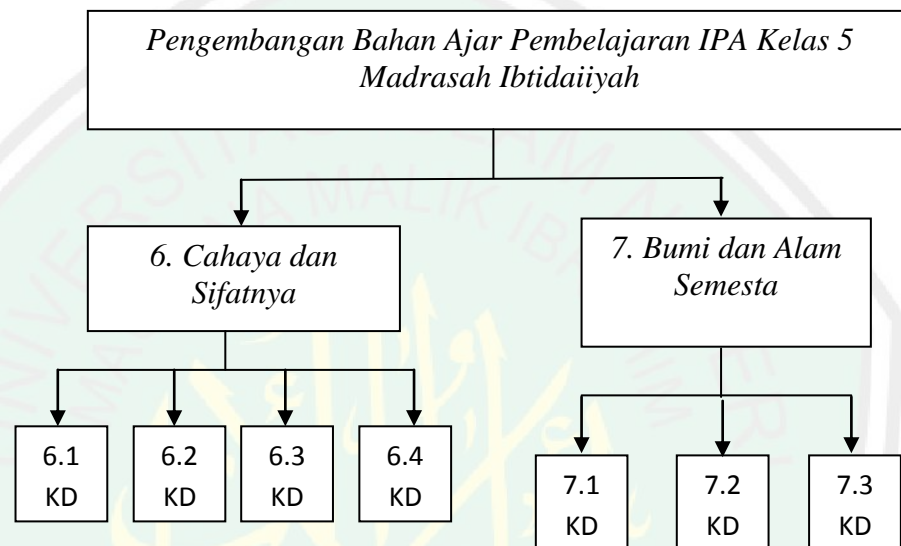 Pengembangan Bahan Ajar Pembelajaran IPA Kelas 5
Madrasah Ibtidaiiyah
6. Cahaya dan
Sifatnya
7. Bumi dan Alam
Semesta
6.1
KD
6.2
KD
6.3
KD
6.4
KD
7.1
KD
7.2
KD
7.3
KD